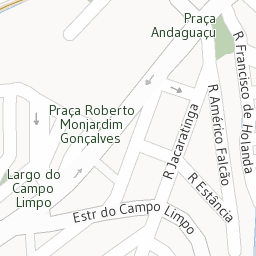 Praça
Andaguaçu
R Francisco de Holanda
R Américo Falcão
Praça Roberto
Monjardim
Gonçalves
R Jacaratinga
Largo do
Campo
Limpo
R Estância
Estr do Campo Limpo